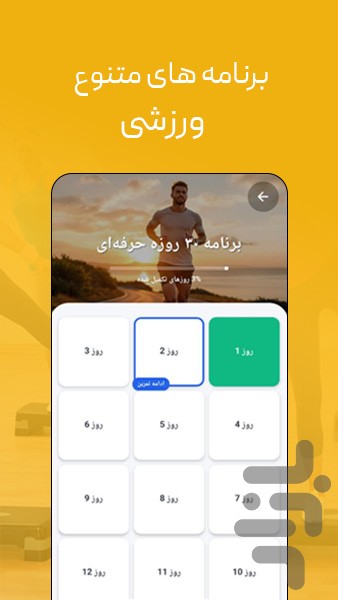 برنامه های متنوع
ورزشی
برنامه ۳۰ روزه حرفه‌ای
3% روزهای تکمیل شده
روز 1
روز 2
روز 3
ادامه تمرین
روز 4
روز 5
روز 6
روز 7
روز 8
روز 9
روز 10
روز 11
روز 12
بازار